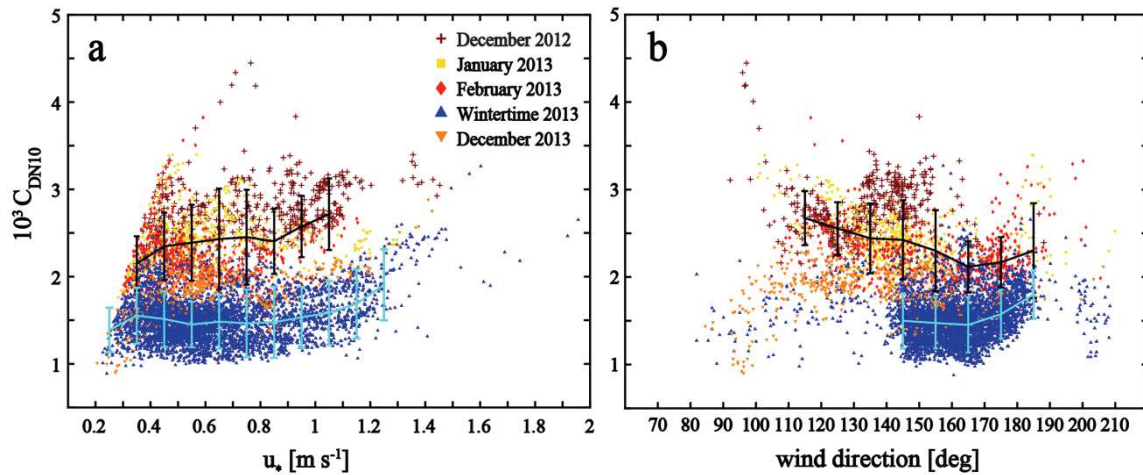 a
December 2012
January 2013
February 2013
Wintertime 2013
December 2013
5
4
3
2
1
10³ C_DN10
0.2 0.4 0.6 0.8 1 1.2 1.4 1.6 1.8 2
u* [m s⁻¹]
b
5
4
3
2
1
70 80 90 100 110 120 130 140 150 160 170 180 190 200 210
wind direction [deg]